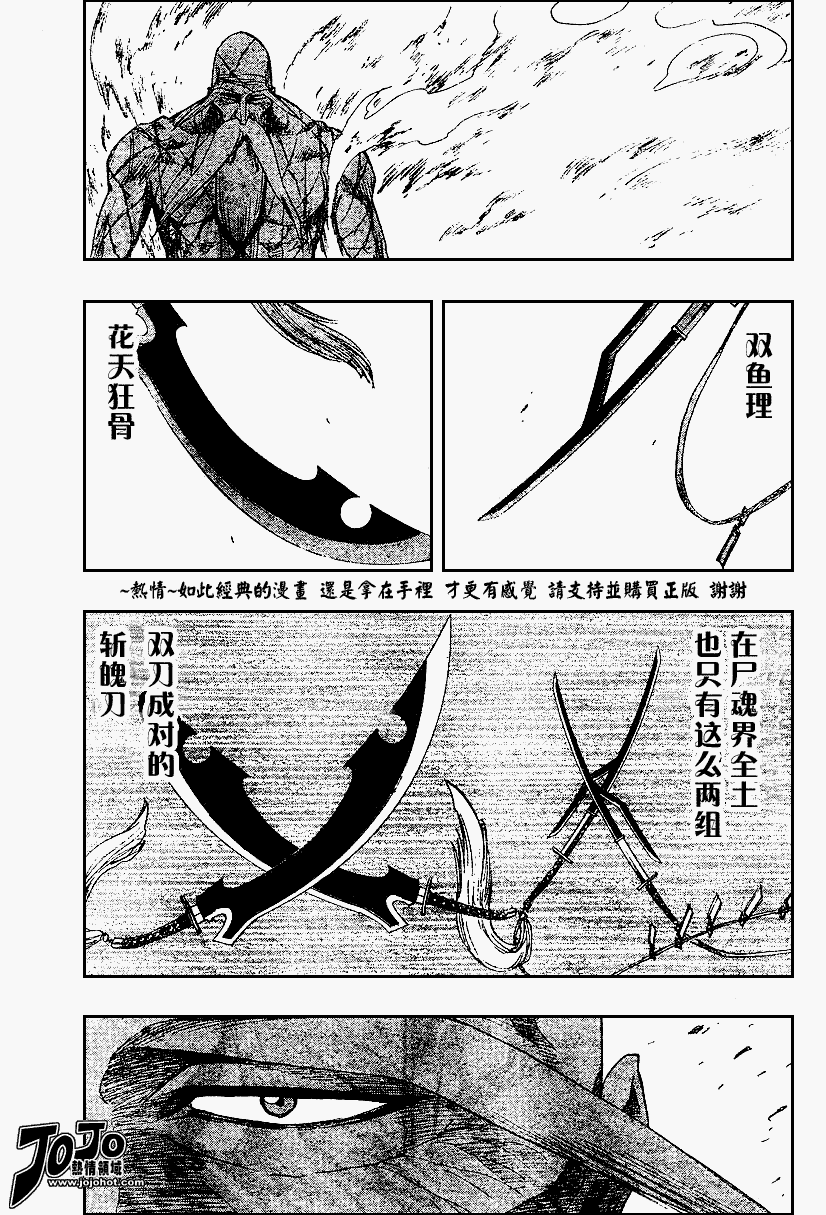 双鱼理
花天狂骨
~熱情~如此經典的漫畫 還是拿在手裡 才更有感覺 請支持並購買正版 謝謝
在尸魂界全土
也只有这么两组
双刀成对的
斩魄刀
JOJO
熱情領域
www.jojohot.com